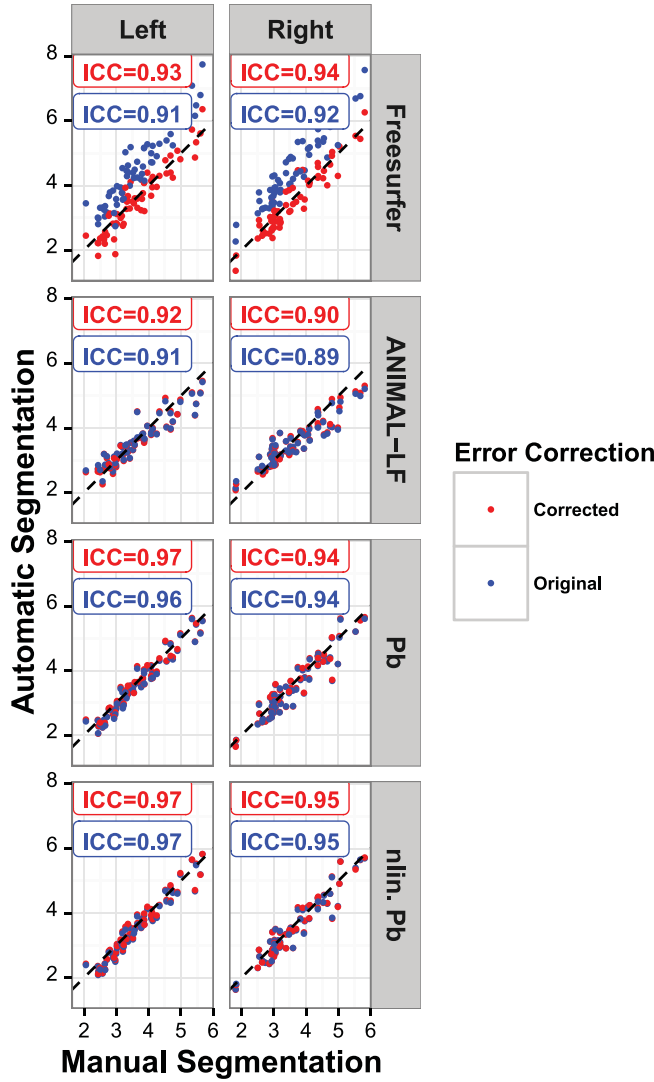 Left Right
8
6
4
2
ICC=0.93
ICC=0.91
ICC=0.94
ICC=0.92
Freesurfer
8
6
4
2
ICC=0.92
ICC=0.91
ICC=0.90
ICC=0.89
ANIMAL−LF
8
6
4
2
ICC=0.97
ICC=0.96
ICC=0.94
ICC=0.94
Pb
8
6
4
2
ICC=0.97
ICC=0.97
ICC=0.95
ICC=0.95
nlin. Pb
2 3 4 5 6 2 3 4 5 6
Manual Segmentation
Automatic Segmentation
Error Correction
Corrected
Original